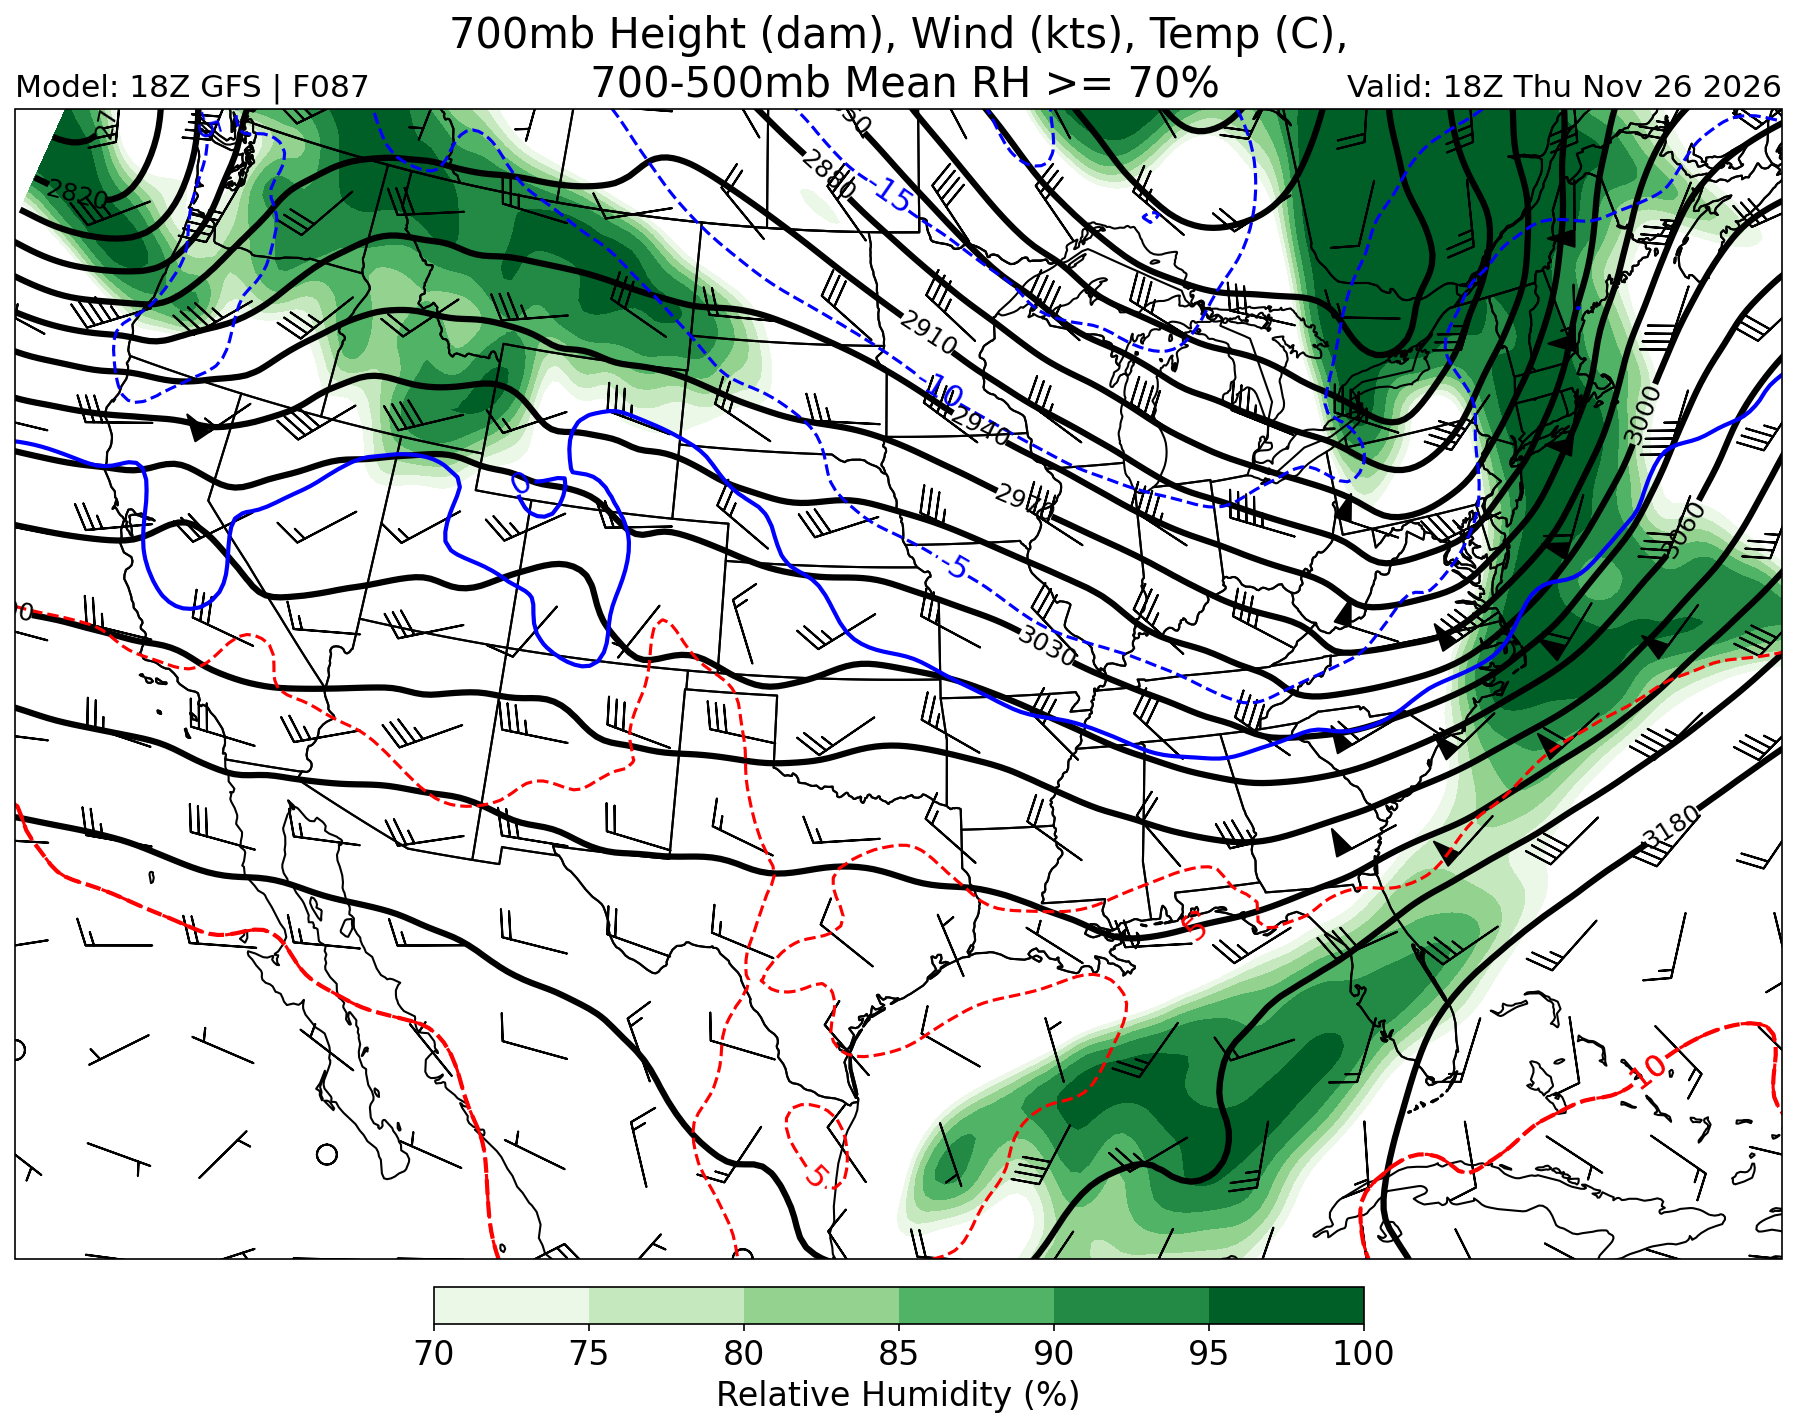 700mb Height (dam), Wind (kts), Temp (C),
Model: 18Z GFS | F087
700-500mb Mean RH >= 70%
Valid: 18Z Thu Nov 26 2026
2820
2880
-15
2910
-10
2940
3000
0
2970
3060
-5
3030
3180
5
10
5
70 75 80 85 90 95 100
Relative Humidity (%)